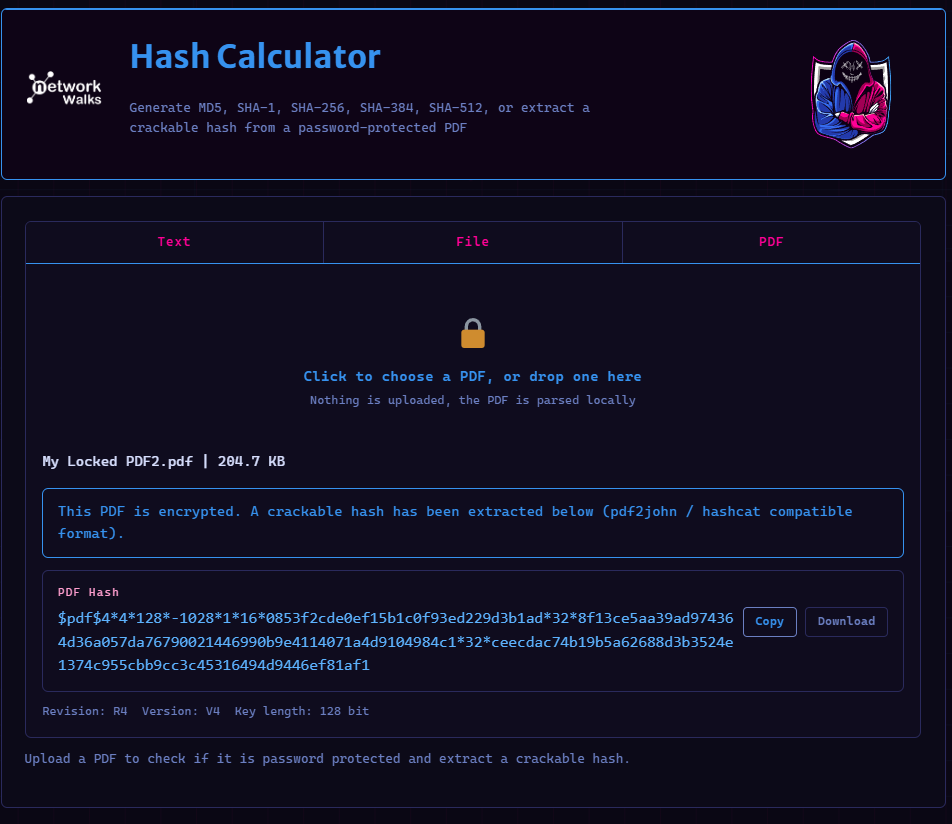 network
Walks
Hash Calculator
Generate MD5, SHA-1, SHA-256, SHA-384, SHA-512, or extract a
crackable hash from a password-protected PDF
Text
File
PDF
Click to choose a PDF, or drop one here
Nothing is uploaded, the PDF is parsed locally
My Locked PDF2.pdf | 204.7 KB
This PDF is encrypted. A crackable hash has been extracted below (pdf2john / hashcat compatible
format).
PDF Hash
$pdf$4*4*128*-1028*1*16*0853f2cde0ef15b1c0f93ed229d3b1ad*32*8f13ce5aa39ad97436
4d36a057da76790021446990b9e4114071a4d9104984c1*32*ceecdac74b19b5a62688d3b3524e
1374c955cbb9cc3c45316494d9446ef81af1
Copy
Download
Revision: R4 Version: V4 Key length: 128 bit
Upload a PDF to check if it is password protected and extract a crackable hash.